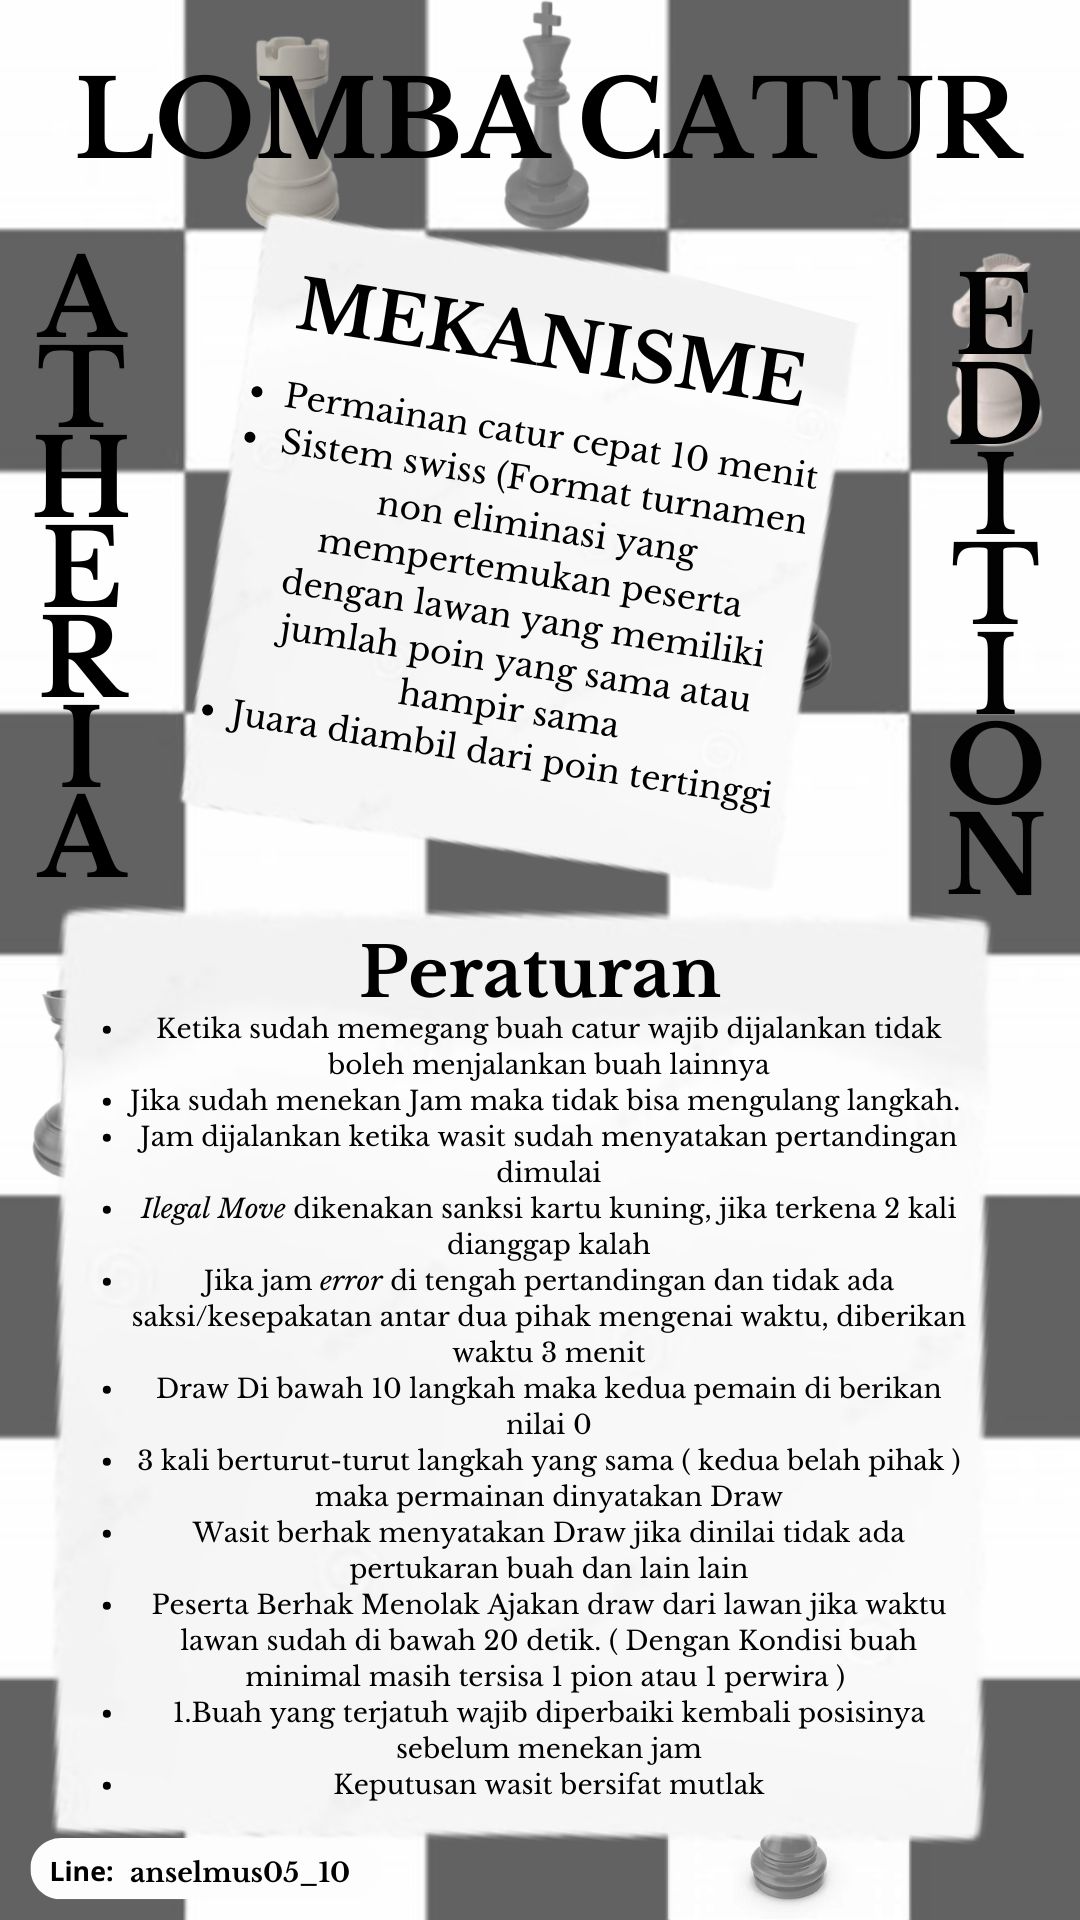 LOMBA CATUR
ATHERIA
EDITION
MEKANISME
• Permainan catur cepat 10 menit
• Sistem swiss (Format turnamen
non eliminasi yang
mempertemukan peserta
dengan lawan yang memiliki
jumlah poin yang sama atau
hampir sama
• Juara diambil dari poin tertinggi
Peraturan
• Ketika sudah memegang buah catur wajib dijalankan tidak
boleh menjalankan buah lainnya
• Jika sudah menekan Jam maka tidak bisa mengulang langkah.
• Jam dijalankan ketika wasit sudah menyatakan pertandingan
dimulai
• Ilegal Move dikenakan sanksi kartu kuning, jika terkena 2 kali
dianggap kalah
• Jika jam error di tengah pertandingan dan tidak ada
saksi/kesepakatan antar dua pihak mengenai waktu, diberikan
waktu 3 menit
• Draw Di bawah 10 langkah maka kedua pemain di berikan
nilai 0
• 3 kali berturut-turut langkah yang sama ( kedua belah pihak )
maka permainan dinyatakan Draw
• Wasit berhak menyatakan Draw jika dinilai tidak ada
pertukaran buah dan lain lain
• Peserta Berhak Menolak Ajakan draw dari lawan jika waktu
lawan sudah di bawah 20 detik. ( Dengan Kondisi buah
minimal masih tersisa 1 pion atau 1 perwira )
• 1.Buah yang terjatuh wajib diperbaiki kembali posisinya
sebelum menekan jam
• Keputusan wasit bersifat mutlak
Line: anselmus05_10